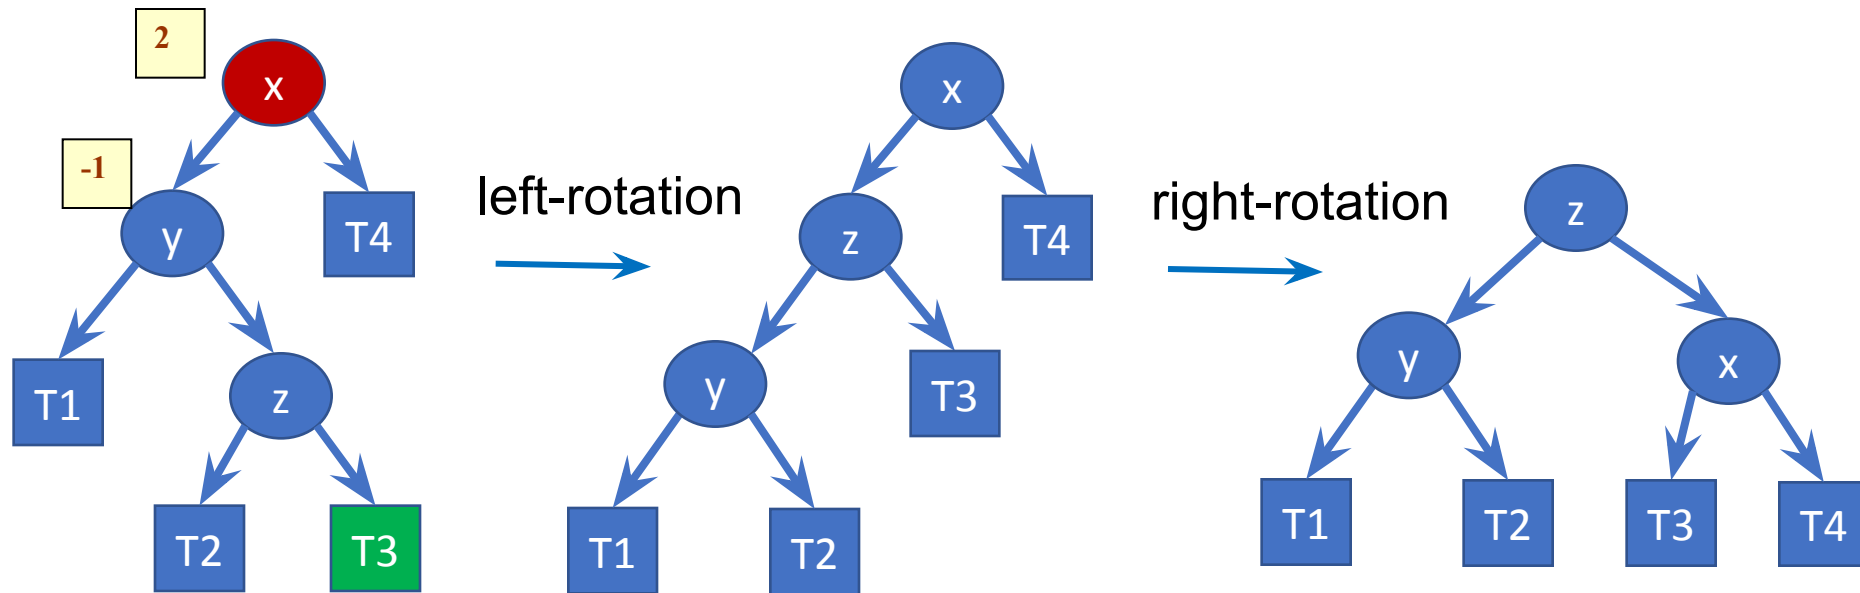 2
x
-1
y
T4
T1
z
T2
T3
left-rotation
x
z
T4
y
T3
T1
T2
right-rotation
z
y
x
T1
T2
T3
T4